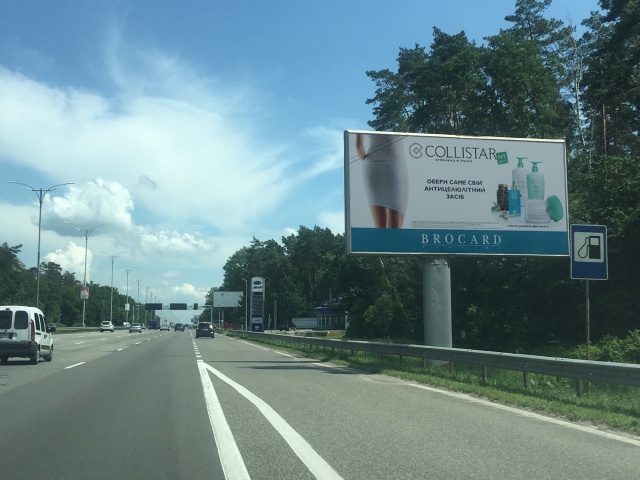 COLLISTAR
ОБЕРИ САМЕ СВІЙ
АНТИЦЕЛЮЛІТНИЙ
ЗАСІБ
BROCARD